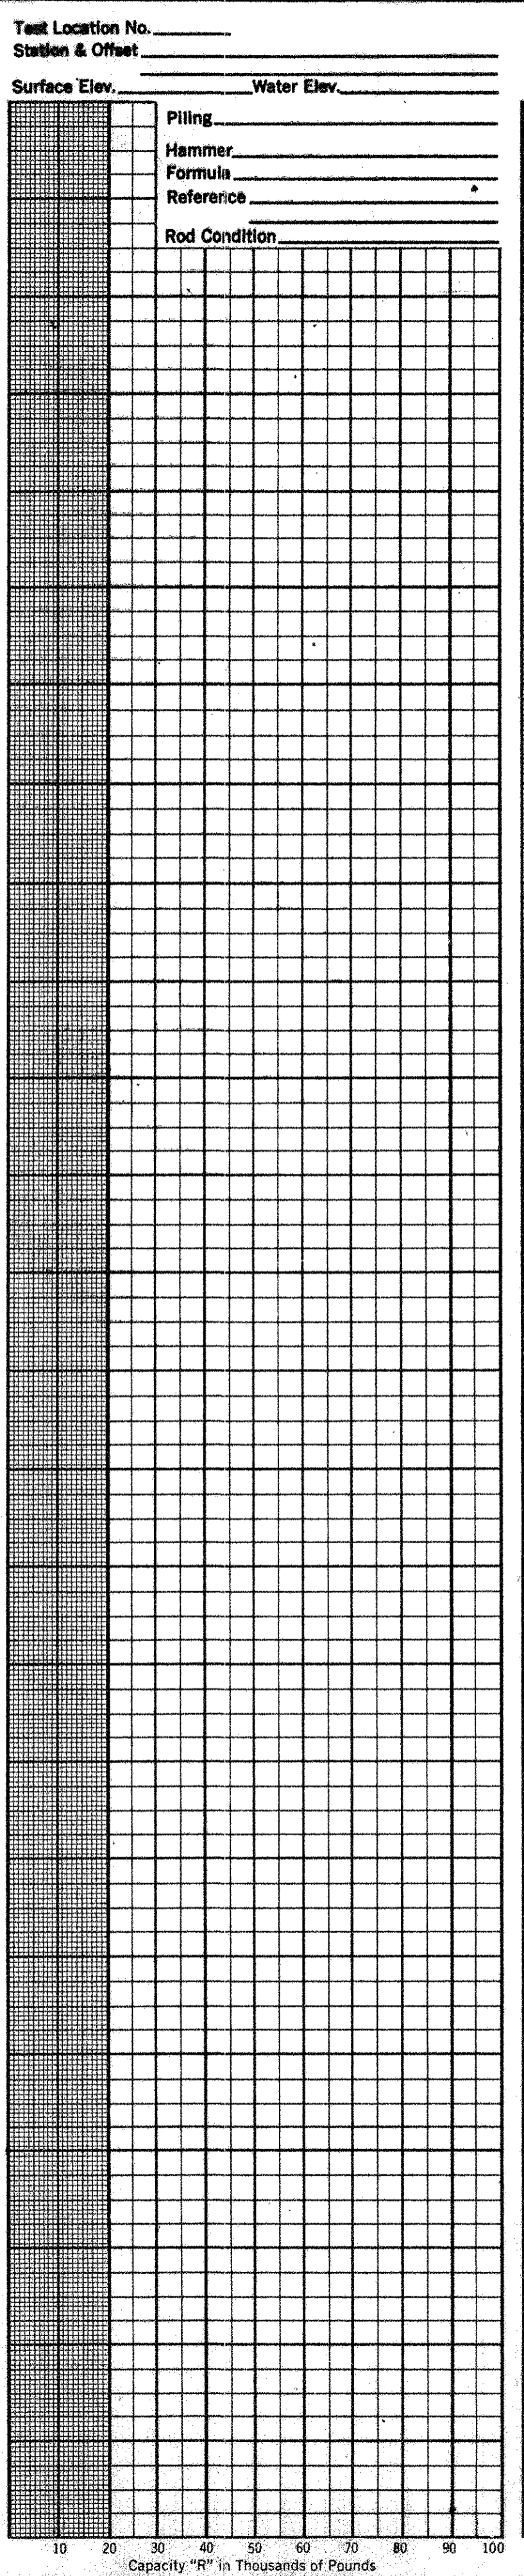 Test Location No.
Station & Offset
Surface Elev. Water Elev.
Piling
Hammer
Formula
Reference
Rod Condition
10 20 30 40 50 60 70 80 90 100
Capacity "R" in Thousands of Pounds